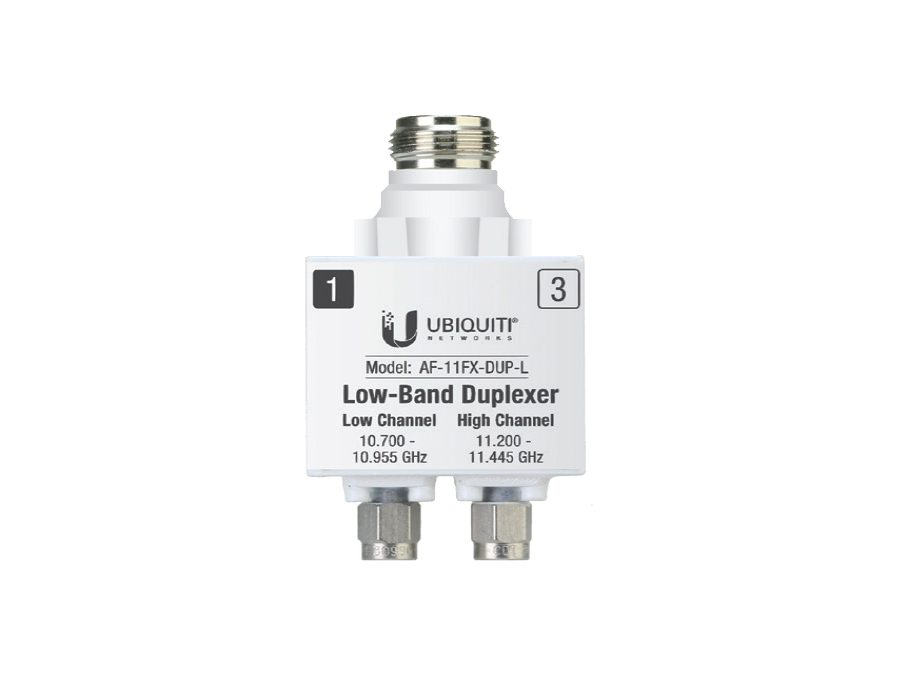 1
3
UBIQUITI®
NETWORKS
Model: AF-11FX-DUP-L
Low-Band Duplexer
Low Channel High Channel
10.700 - 11.200 -
10.955 GHz 11.445 GHz